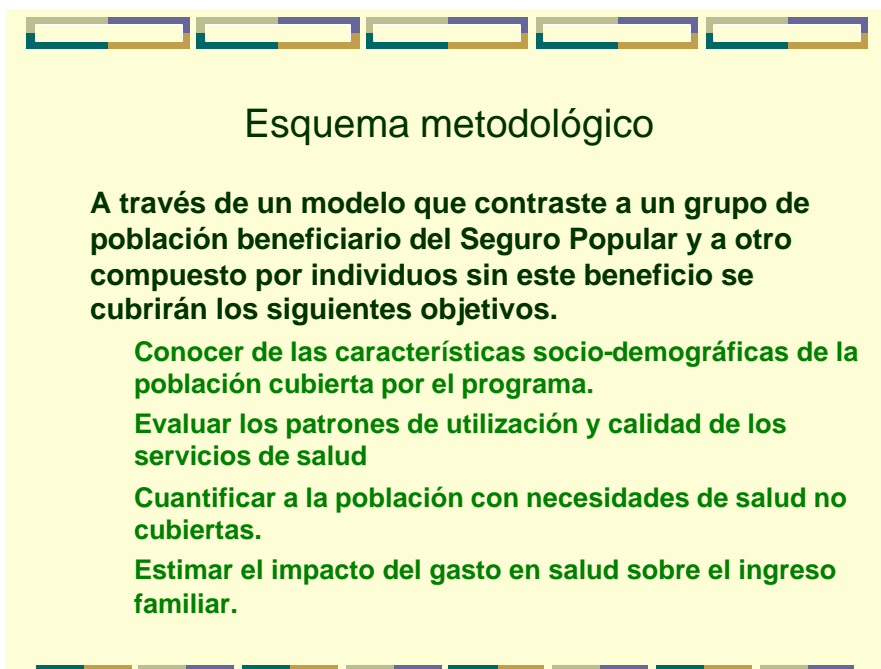 Esquema metodológico
A través de un modelo que contraste a un grupo de
población beneficiario del Seguro Popular y a otro
compuesto por individuos sin este beneficio se
cubrirán los siguientes objetivos.
Conocer de las características socio-demográficas de la
población cubierta por el programa.
Evaluar los patrones de utilización y calidad de los
servicios de salud
Cuantificar a la población con necesidades de salud no
cubiertas.
Estimar el impacto del gasto en salud sobre el ingreso
familiar.